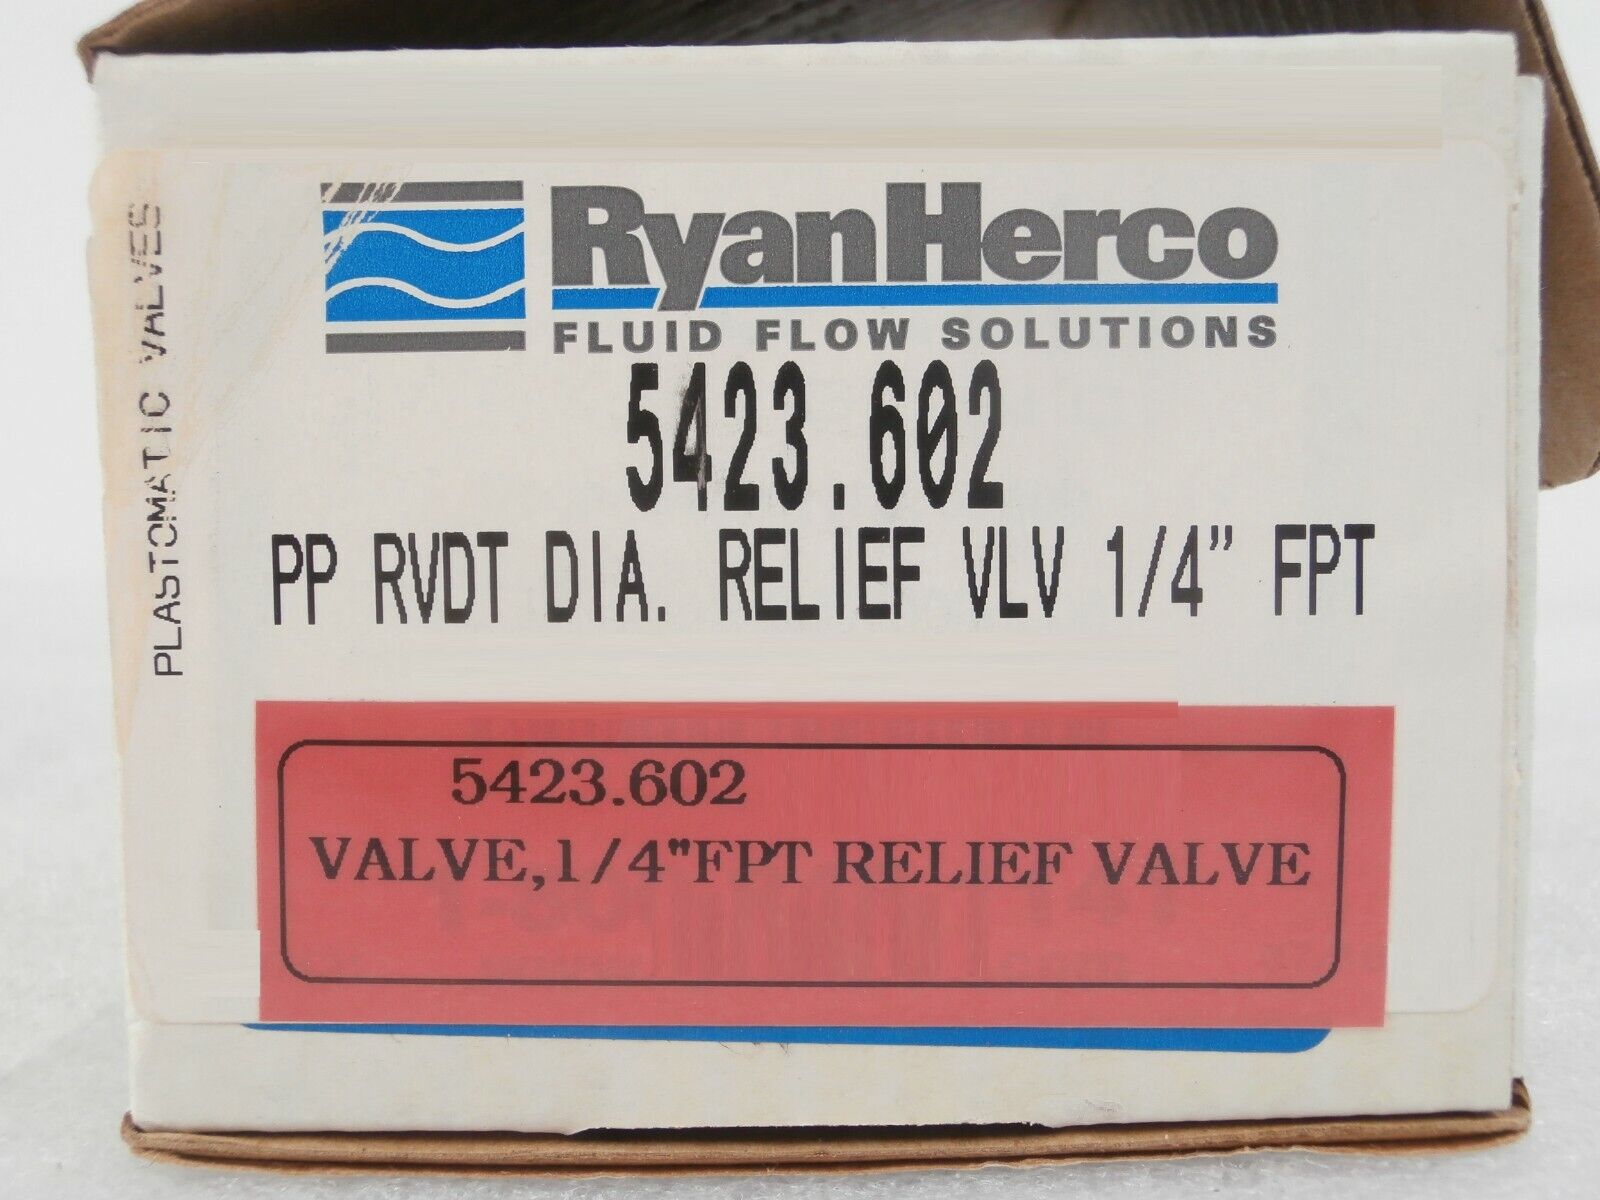 RyanHerco
FLUID FLOW SOLUTIONS
PLASTOMATIC VALVES
5423.602
PP RVDT DIA. RELIEF VLV 1/4" FPT
5423.602
VALVE,1/4"FPT RELIEF VALVE